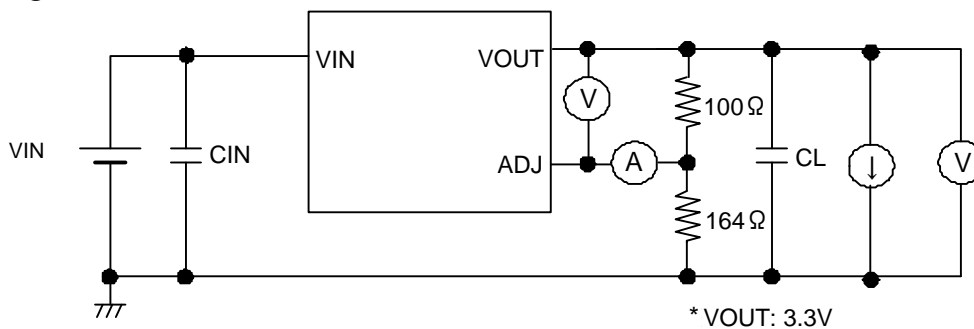 VIN
VOUT
V
100Ω
VIN
CIN
ADJ
A
CL
↓
V
164Ω
* VOUT: 3.3V